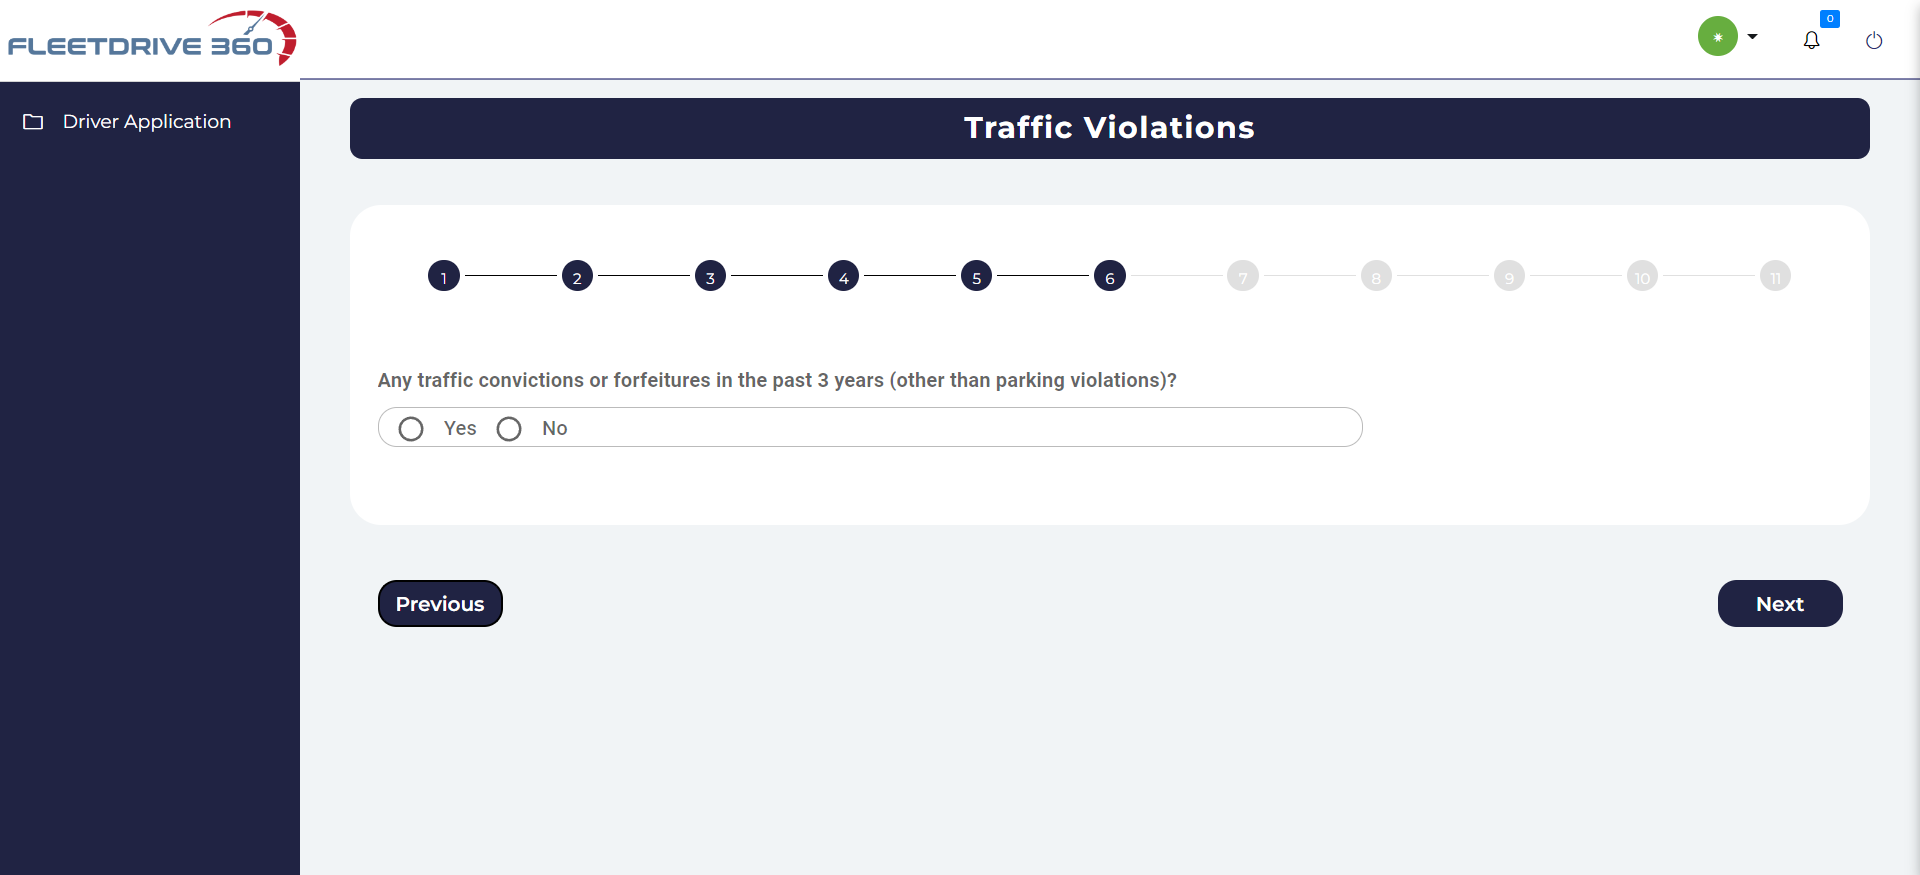 FLEETDRIVE 360
0
Driver Application
Traffic Violations
1 2 3 4 5 6 7 8 9 10 11
Any traffic convictions or forfeitures in the past 3 years (other than parking violations)?
Yes No
Previous Next